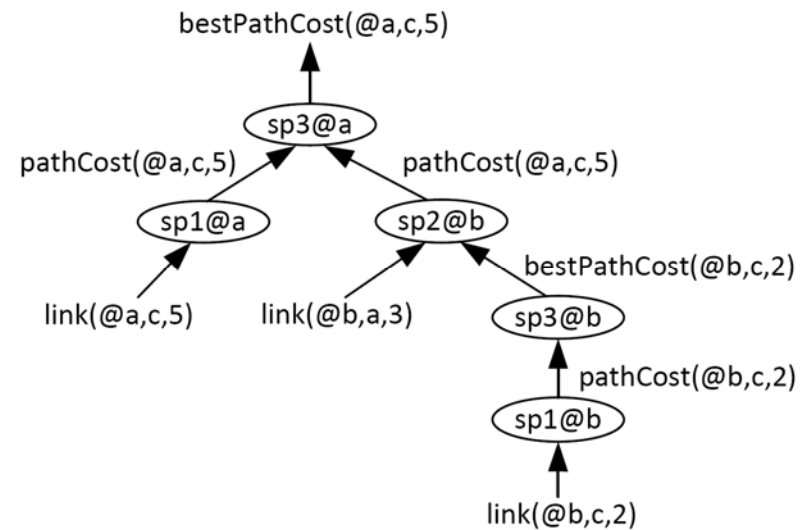 bestPathCost(@a,c,5)
sp3@a
pathCost(@a,c,5)
pathCost(@a,c,5)
sp1@a
sp2@b
bestPathCost(@b,c,2)
link(@a,c,5)
link(@b,a,3)
sp3@b
pathCost(@b,c,2)
sp1@b
link(@b,c,2)